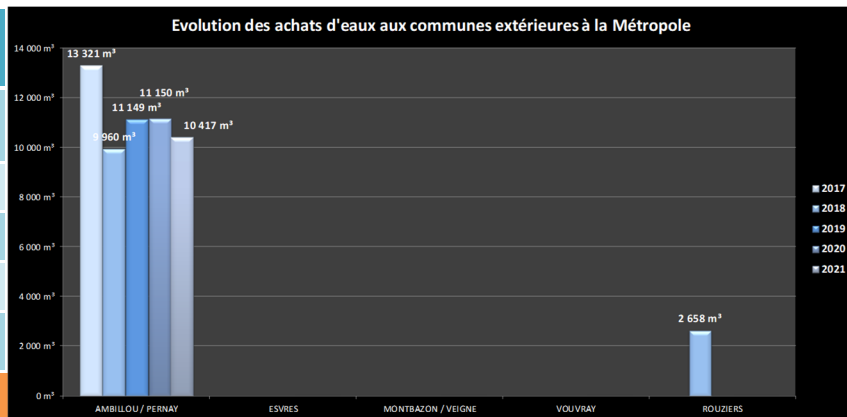 Evolution des achats d'eaux aux communes extérieures à la Métropole
14 000 m³
12 000 m³
10 000 m³
8 000 m³
6 000 m³
4 000 m³
2 000 m³
0 m³
13 321 m³
9 960 m³
11 149 m³
11 150 m³
10 417 m³
2 658 m³
AMBILLOU / PERNAY
ESVRES
MONTBAZON / VEIGNE
VOUVRAY
ROUZIERS
2017
2018
2019
2020
2021